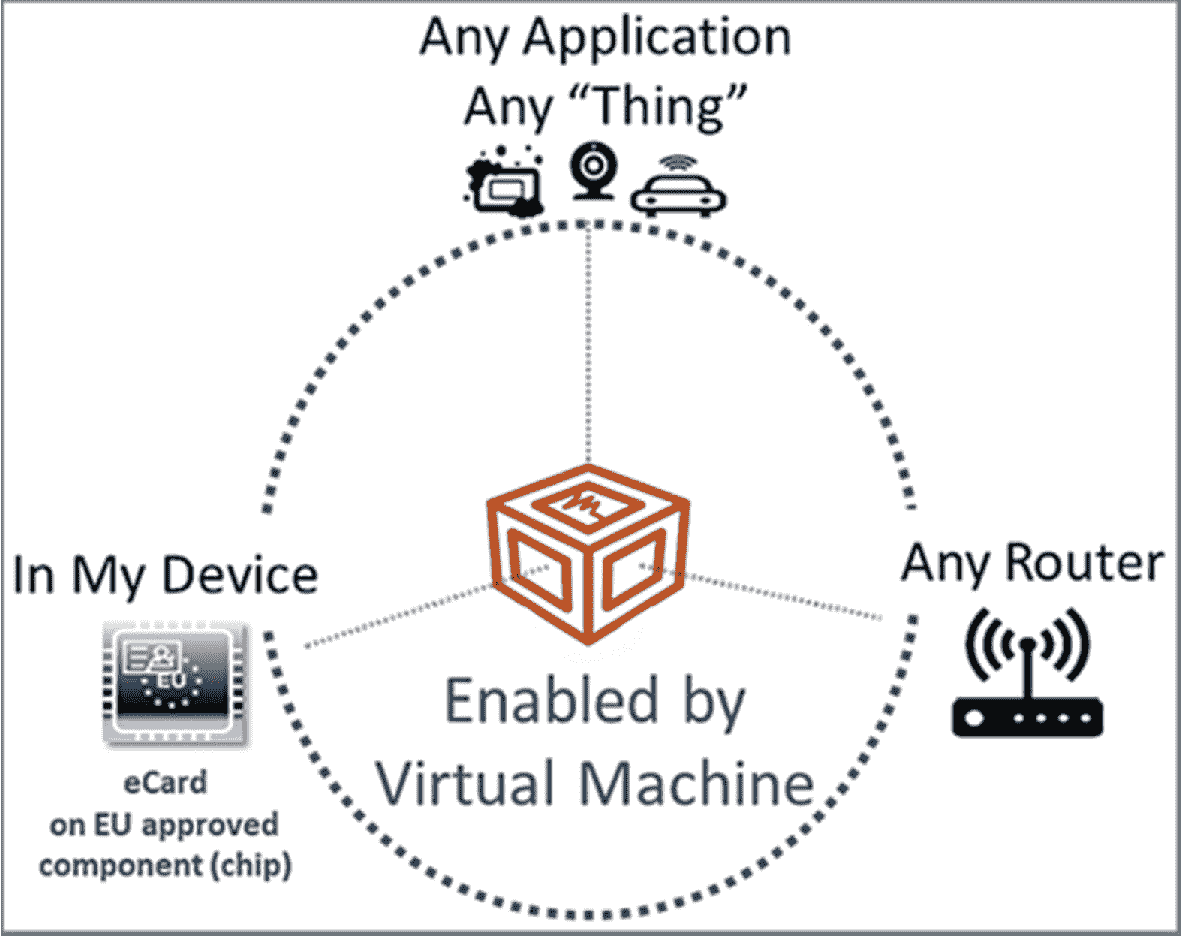 Any Application
Any “Thing”
In My Device
EU
eCard
on EU approved
component (chip)
Any Router
Enabled by
Virtual Machine